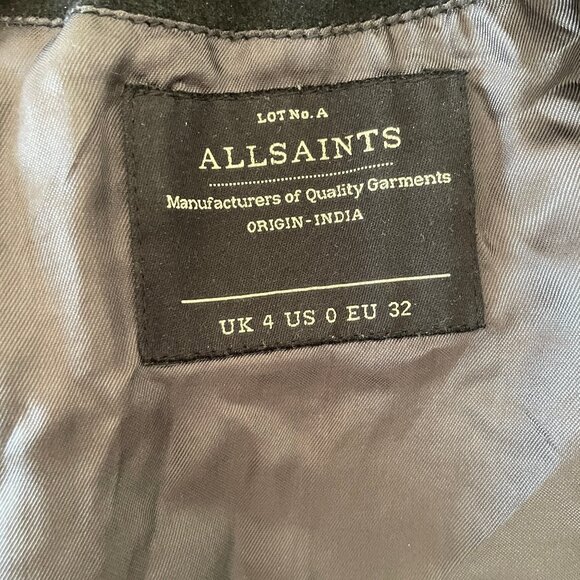 LOT No. A
ALLSAINTS
Manufacturers of Quality Garments
ORIGIN-INDIA
UK 4 US 0 EU 32